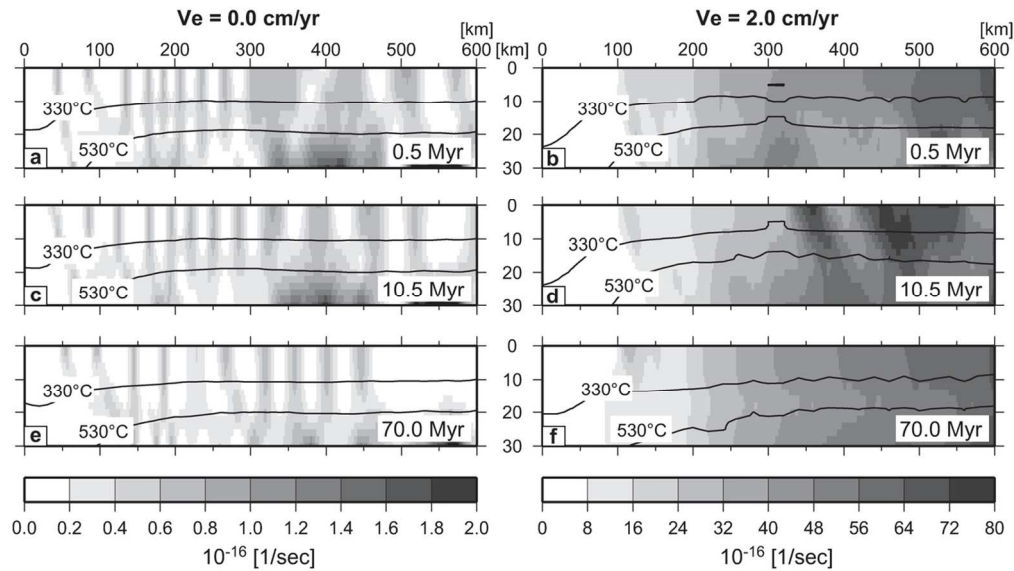 Ve = 0.0 cm/yr
[km]
0 100 200 300 400 500 600
[km]
330°C
530°C
a
0.5 Myr
330°C
530°C
c
10.5 Myr
330°C
530°C
e
70.0 Myr
0.0 0.2 0.4 0.6 0.8 1.0 1.2 1.4 1.6 1.8 2.0
10⁻¹⁶ [1/sec]
Ve = 2.0 cm/yr
[km]
0 100 200 300 400 500 600
0
10
20
30
330°C
530°C
b
0.5 Myr
0
10
20
30
330°C
530°C
d
10.5 Myr
0
10
20
30
330°C
530°C
f
70.0 Myr
0 8 16 24 32 40 48 56 64 72 80
10⁻¹⁶ [1/sec]